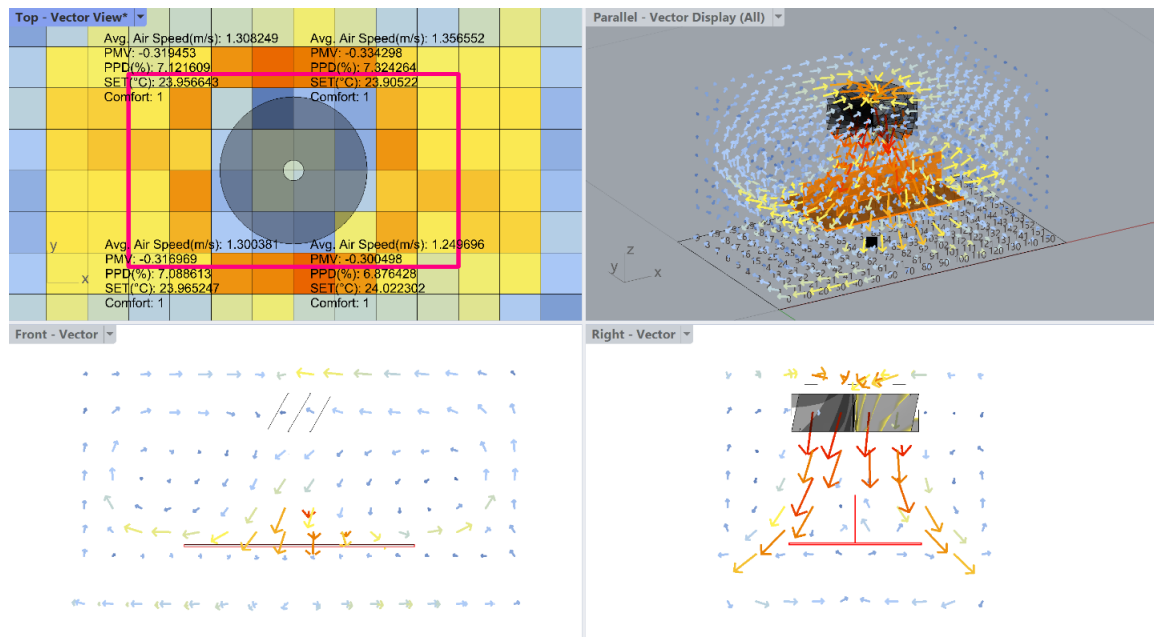 Top - Vector View*
Avg. Air Speed(m/s): 1.308249
PMV: -0.319453
PPD(%): 7.121609
SET(°C): 23.956643
Comfort: 1
Avg. Air Speed(m/s): 1.356552
PMV: -0.334298
PPD(%): 7.324264
SET(°C): 23.90522
Comfort: 1
Avg. Air Speed(m/s): 1.300381
PMV: -0.316969
PPD(%): 7.088613
SET(°C): 23.965247
Comfort: 1
Avg. Air Speed(m/s): 1.249696
PMV: -0.300498
PPD(%): 6.876428
SET(°C): 24.022302
Comfort: 1
y
x
Parallel - Vector Display (All)
z
y
x
Front - Vector
Right - Vector